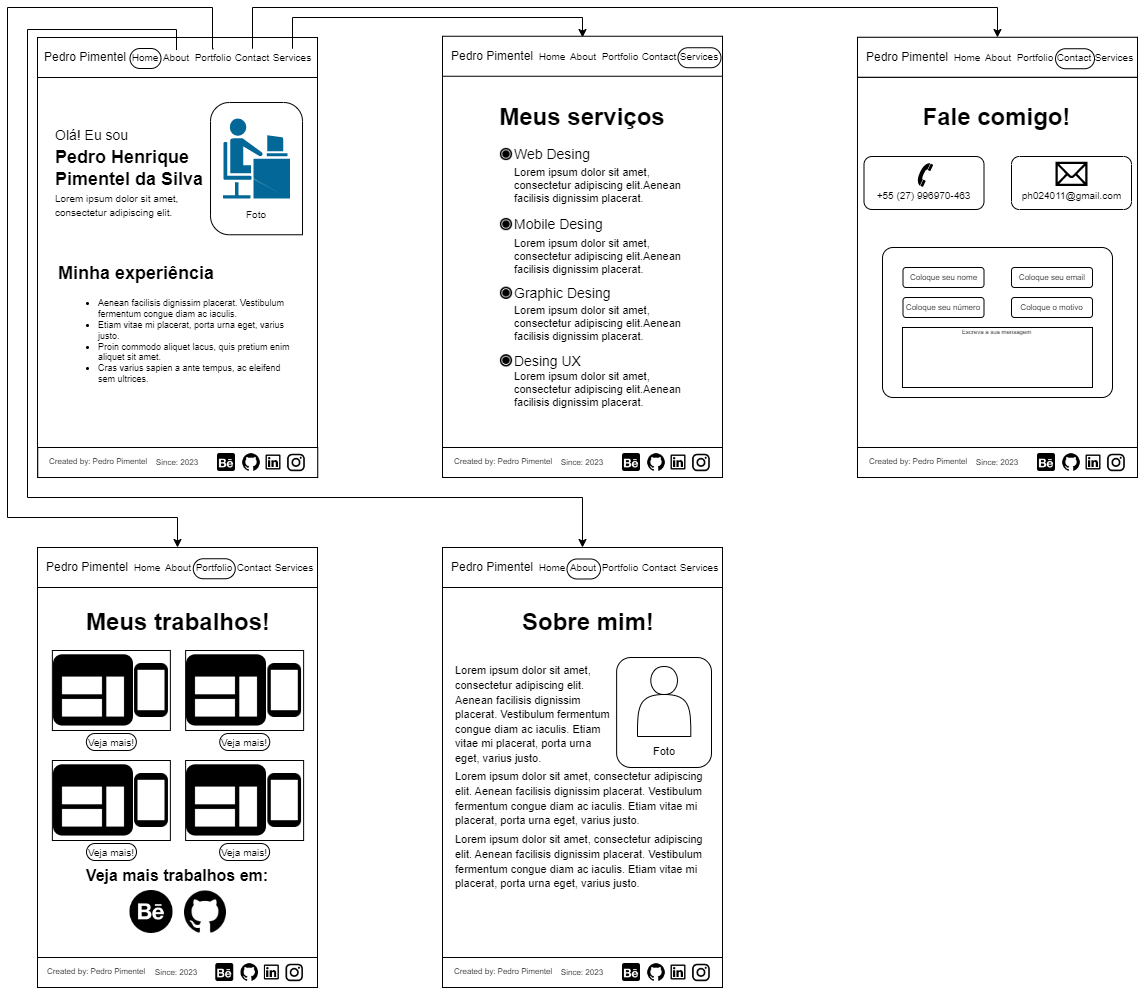 Pedro Pimentel Home About Portfolio Contact Services
Olá! Eu sou
Pedro Henrique
Pimentel da Silva
Lorem ipsum dolor sit amet,
consectetur adipiscing elit.
Foto
Minha experiência
Aenean facilisis dignissim placerat. Vestibulum
fermentum congue diam ac iaculis.
Etiam vitae mi placerat, porta urna eget, varius
justo.
Proin commodo aliquet lacus, quis pretium enim
aliquet sit amet.
Cras varius sapien a ante tempus, ac eleifend
sem ultrices.
Created by: Pedro Pimentel Since: 2023 Bē in
Pedro Pimentel Home About Portfolio Contact Services
Meus serviços
Web Desing
Lorem ipsum dolor sit amet,
consectetur adipiscing elit.Aenean
facilisis dignissim placerat.
Mobile Desing
Lorem ipsum dolor sit amet,
consectetur adipiscing elit.Aenean
facilisis dignissim placerat.
Graphic Desing
Lorem ipsum dolor sit amet,
consectetur adipiscing elit.Aenean
facilisis dignissim placerat.
Desing UX
Lorem ipsum dolor sit amet,
consectetur adipiscing elit.Aenean
facilisis dignissim placerat.
Created by: Pedro Pimentel Since: 2023 Bē in
Pedro Pimentel Home About Portfolio Contact Services
Fale comigo!
+55 (27) 996970-463
ph024011@gmail.com
Coloque seu nome
Coloque seu email
Coloque seu número
Coloque o motivo
Escreva a sua mensagem
Created by: Pedro Pimentel Since: 2023 Bē in
Pedro Pimentel Home About Portfolio Contact Services
Meus trabalhos!
Veja mais!
Veja mais!
Veja mais!
Veja mais!
Veja mais trabalhos em:
Bē
Created by: Pedro Pimentel Since: 2023 Bē in
Pedro Pimentel Home About Portfolio Contact Services
Sobre mim!
Lorem ipsum dolor sit amet,
consectetur adipiscing elit.
Aenean facilisis dignissim
placerat. Vestibulum fermentum
congue diam ac iaculis. Etiam
vitae mi placerat, porta urna
eget, varius justo.
Foto
Lorem ipsum dolor sit amet, consectetur adipiscing
elit. Aenean facilisis dignissim placerat. Vestibulum
fermentum congue diam ac iaculis. Etiam vitae mi
placerat, porta urna eget, varius justo.
Lorem ipsum dolor sit amet, consectetur adipiscing
elit. Aenean facilisis dignissim placerat. Vestibulum
fermentum congue diam ac iaculis. Etiam vitae mi
placerat, porta urna eget, varius justo.
Created by: Pedro Pimentel Since: 2023 Bē in